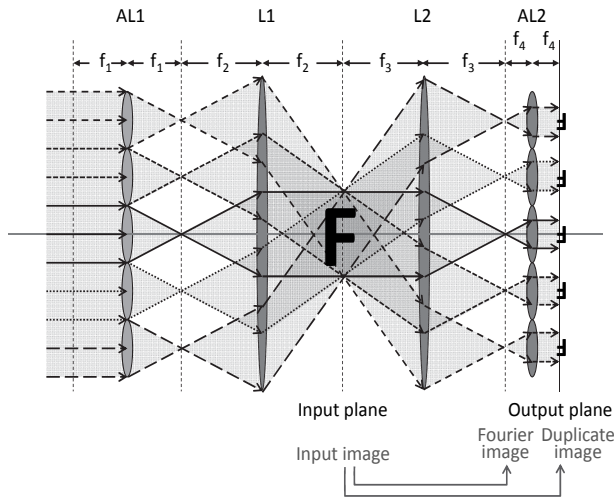 AL1 L1 L2 AL2
f1 f1 f2 f2 f3 f3 f4 f4
F
Input plane Output plane
Input image Fourier image Duplicate image